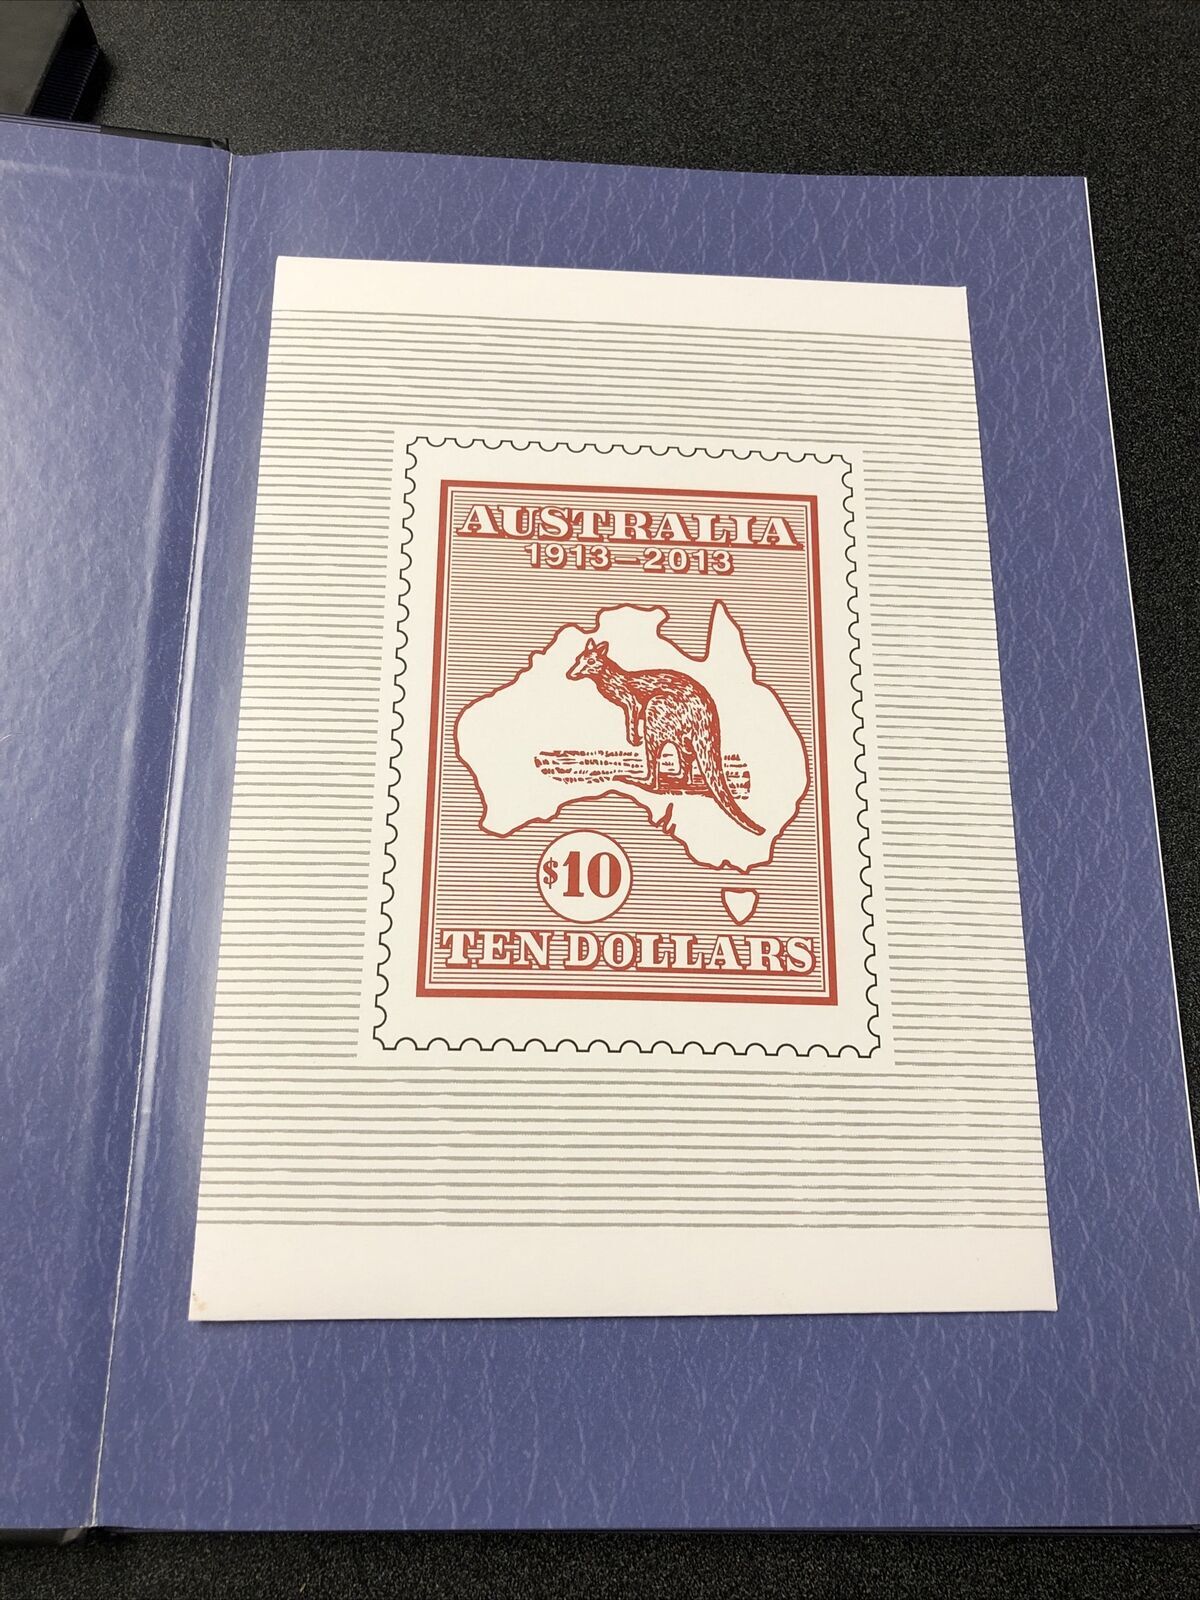 AUSTRALIA
1913–2013
$10
TEN DOLLARS